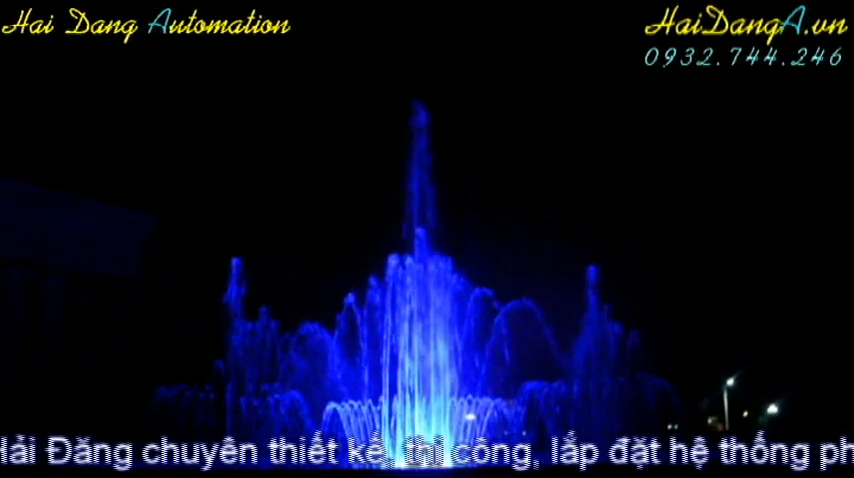 Hai Dang Automation
HaiDangA.vn
0932.744.246
Hải Đăng chuyên thiết kế, thi công, lắp đặt hệ thống ph